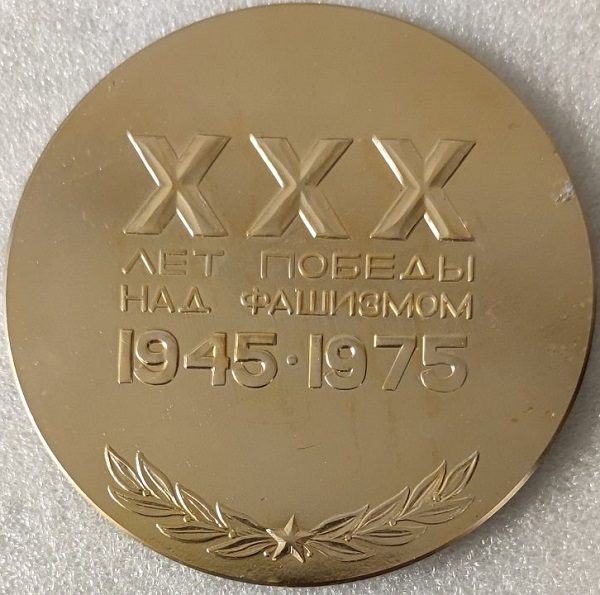 XXX
ЛЕТ ПОБЕДЫ
НАД ФАШИЗМОМ
1945·1975